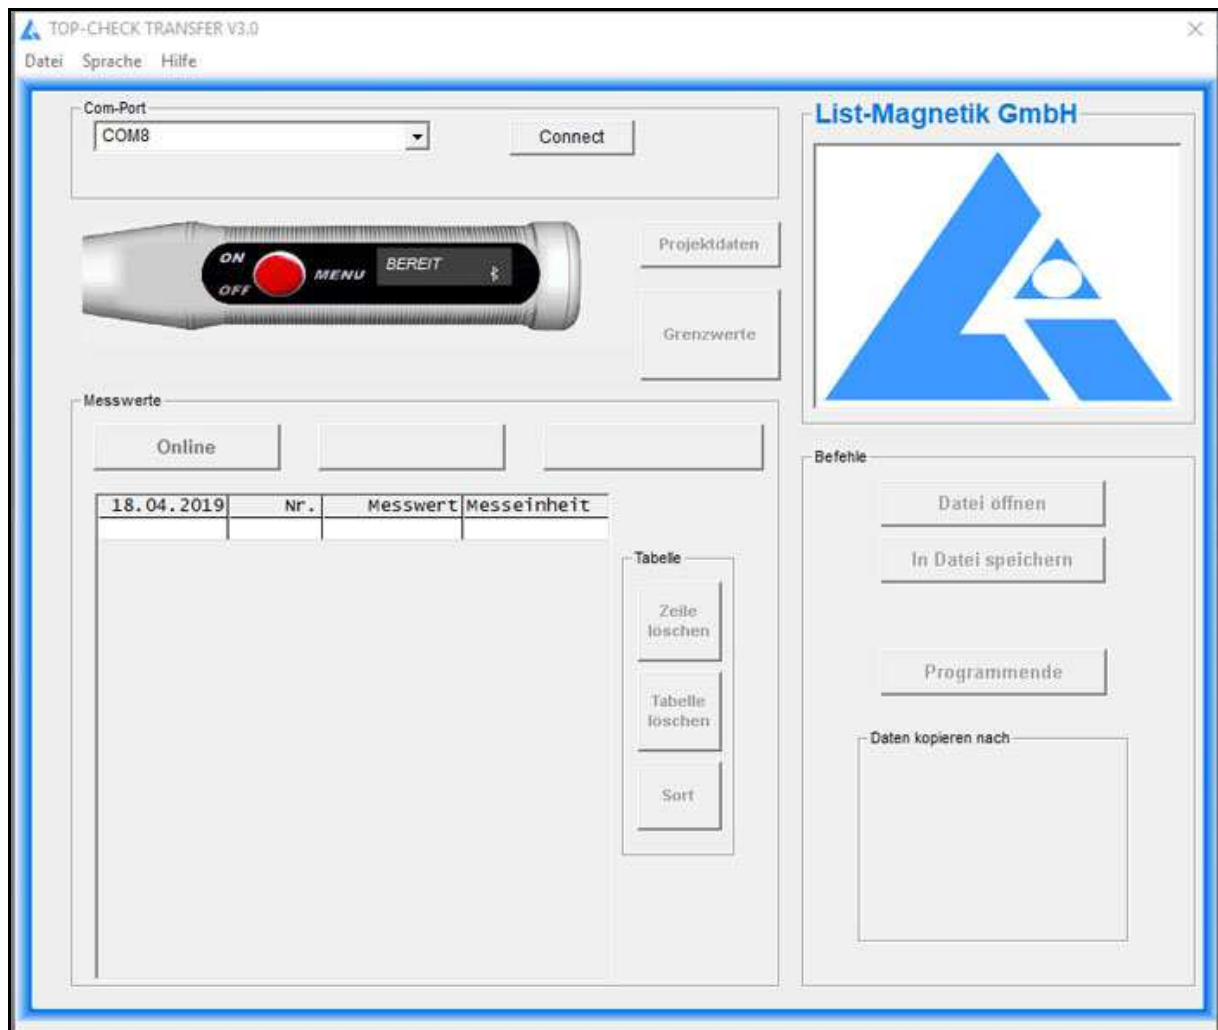 TOP-CHECK TRANSFER V3.0
Datei Sprache Hilfe
Com-Port
COM8
Connect
List-Magnetik GmbH
ON
OFF
MENU
BEREIT
Projektdaten
Grenzwerte
Messwerte
Online
18.04.2019 Nr. Messwert Messeinheit
Tabelle
Zeile
löschen
Tabelle
löschen
Sort
Befehle
Datei öffnen
In Datei speichern
Programmende
Daten kopieren nach